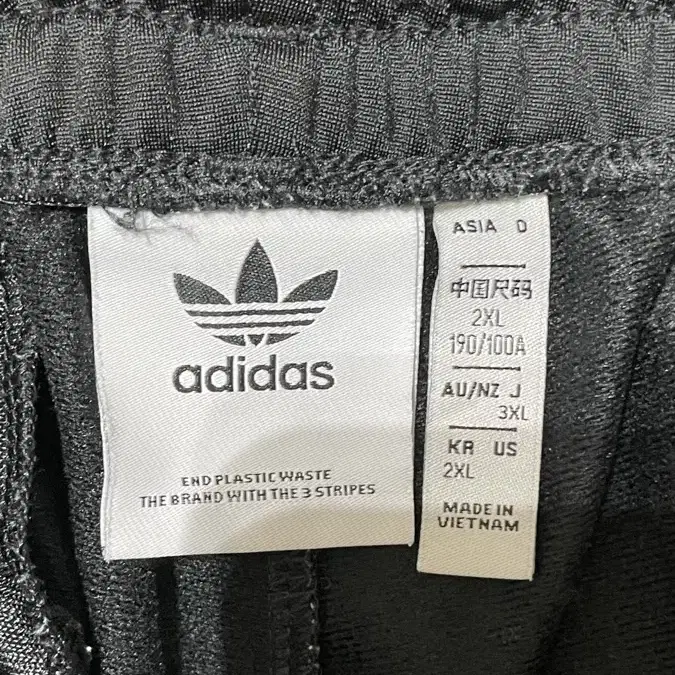 adidas
END PLASTIC WASTE
THE BRAND WITH THE 3 STRIPES
ASIA D
中国尺码
2XL
190/100A
AU/NZ J
3XL
KR US
2XL
MADE IN
VIETNAM